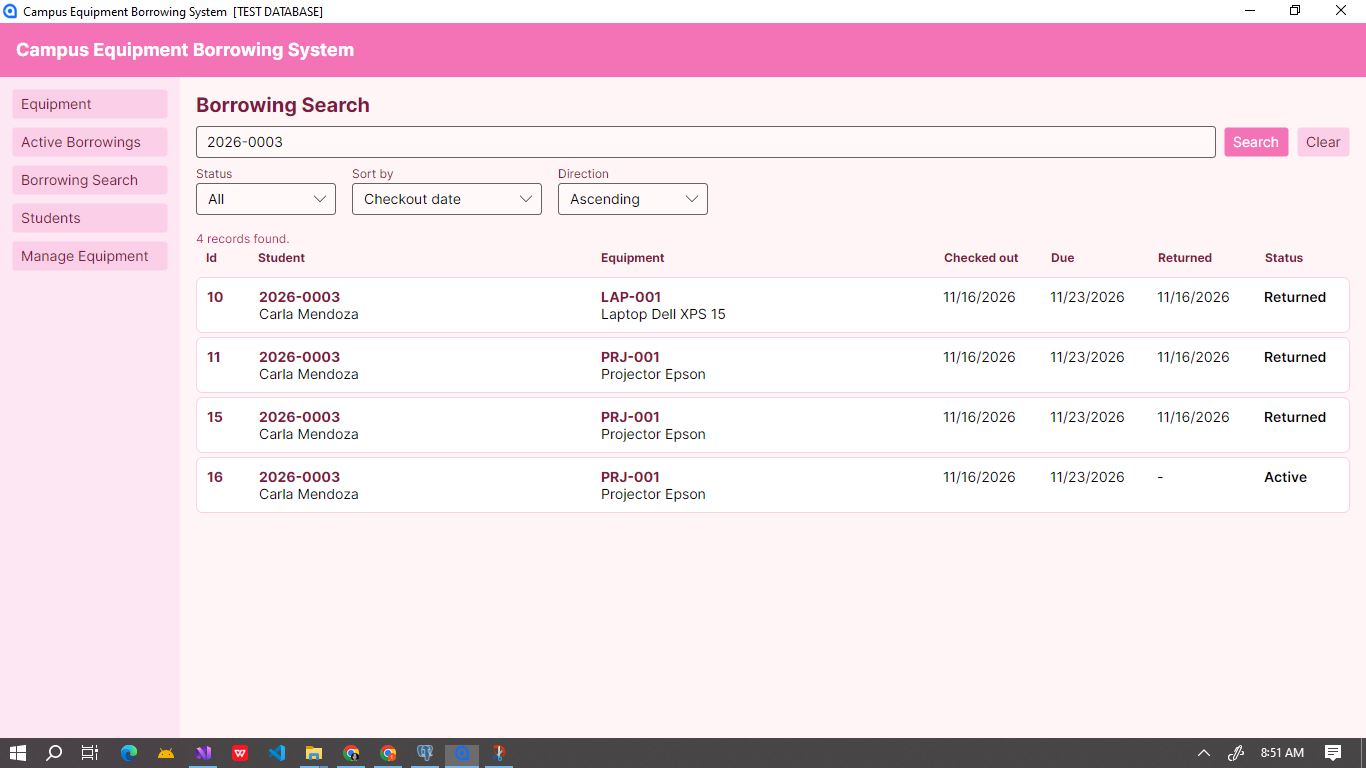 Campus Equipment Borrowing System [TEST DATABASE]
Campus Equipment Borrowing System
Equipment
Active Borrowings
Borrowing Search
Students
Manage Equipment
Borrowing Search
2026-0003
Search
Clear
Status
Sort by
Direction
All
Checkout date
Ascending
4 records found.
Id Student Equipment Checked out Due Returned Status
10 2026-0003 LAP-001 11/16/2026 11/23/2026 11/16/2026 Returned
Carla Mendoza Laptop Dell XPS 15
11 2026-0003 PRJ-001 11/16/2026 11/23/2026 11/16/2026 Returned
Carla Mendoza Projector Epson
15 2026-0003 PRJ-001 11/16/2026 11/23/2026 11/16/2026 Returned
Carla Mendoza Projector Epson
16 2026-0003 PRJ-001 11/16/2026 11/23/2026 - Active
Carla Mendoza Projector Epson
8:51 AM